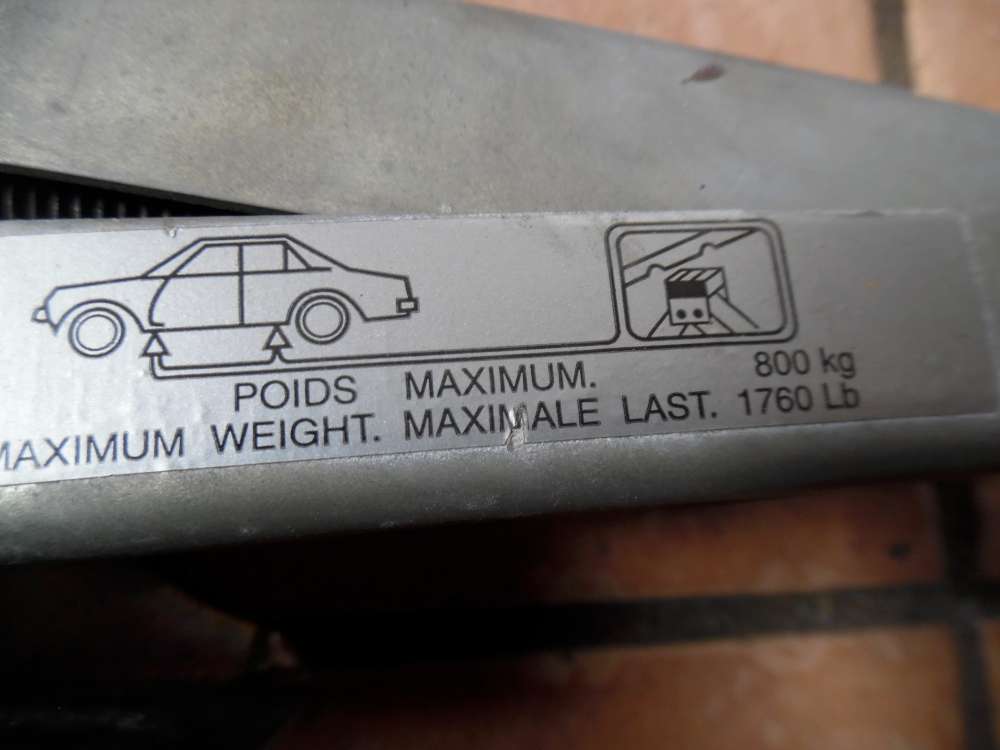 POIDS MAXIMUM. 800 kg
MAXIMUM WEIGHT. MAXIMALE LAST. 1760 Lb